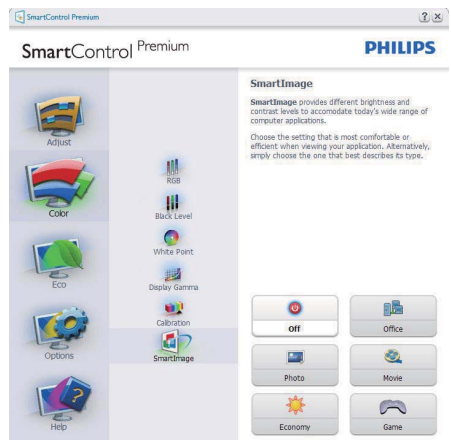 SmartControl Premium
SmartControl Premium
PHILIPS
Adjust
Color
Eco
Options
Help
RGB
Black Level
White Point
Display Gamma
Calibration
SmartImage
SmartImage
SmartImage provides different brightness and
contrast levels to accomodate today's wide range of
computer applications.
Choose the setting that is most comfortable or
efficient when viewing your application. Alternatively,
simply choose the one that best describes its type.
Off
Office
Photo
Movie
Economy
Game